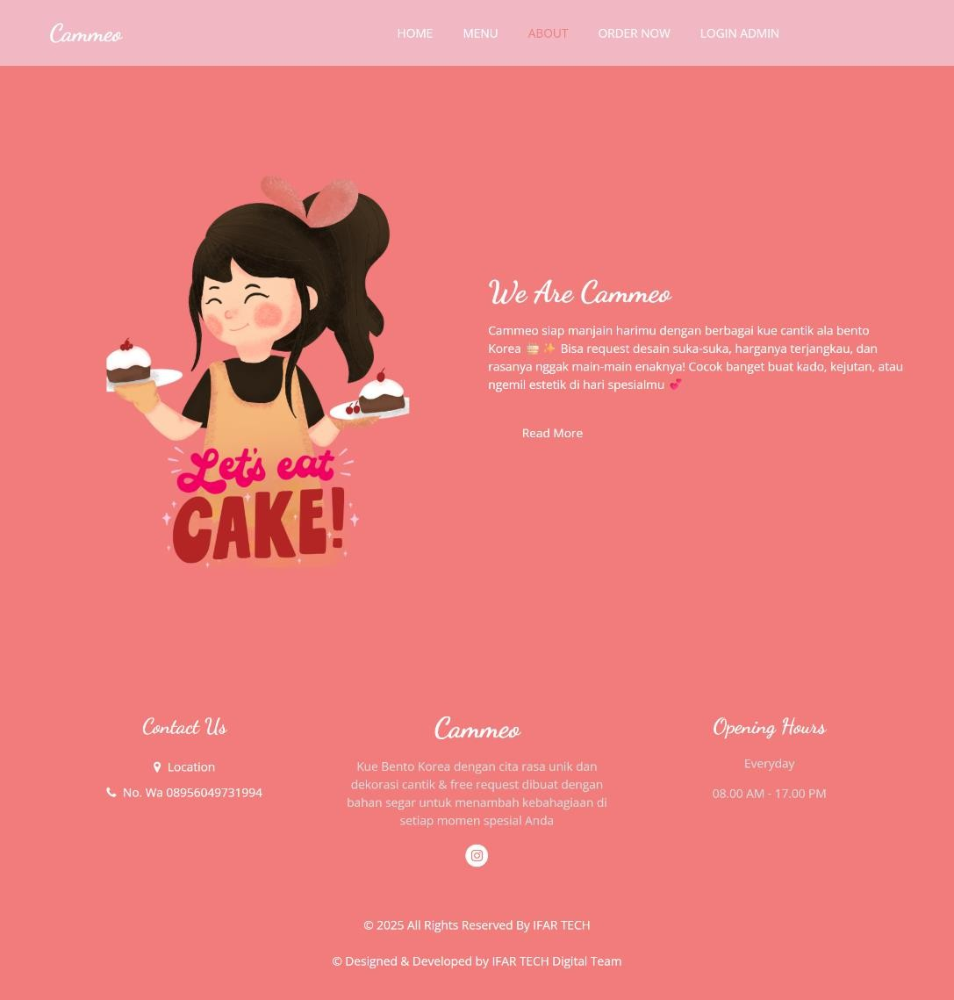 Cammeo
HOME MENU ABOUT ORDER NOW LOGIN ADMIN
Let's eat
CAKE!
We Are Cammeo
Cammeo siap manjain harimu dengan berbagai kue cantik ala bento
Korea 🍰 ✨ Bisa request desain suka-suka, harganya terjangkau, dan
rasanya nggak main-main enaknya! Cocok banget buat kado, kejutan, atau
ngemil estetik di hari spesialmu 💕
Read More
Contact Us
Location
No. Wa 08956049731994
Cammeo
Kue Bento Korea dengan cita rasa unik dan
dekorasi cantik & free request dibuat dengan
bahan segar untuk menambah kebahagiaan di
setiap momen spesial Anda
Opening Hours
Everyday
08.00 AM - 17.00 PM
© 2025 All Rights Reserved By IFAR TECH
© Designed & Developed by IFAR TECH Digital Team